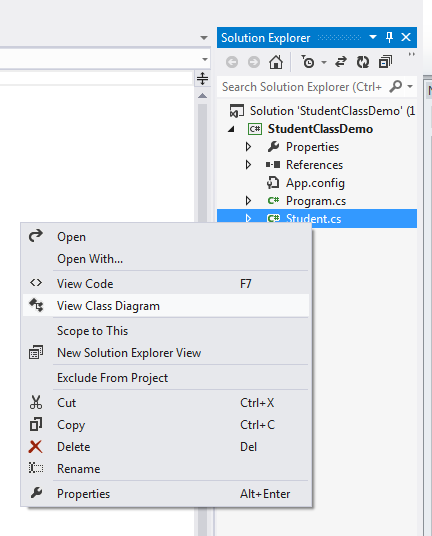 Solution Explorer
Search Solution Explorer (Ctrl+
Solution 'StudentClassDemo' (1
C# StudentClassDemo
Properties
References
App.config
C# Program.cs
C# Student.cs
Open
Open With...
View Code F7
View Class Diagram
Scope to This
New Solution Explorer View
Exclude From Project
Cut Ctrl+X
Copy Ctrl+C
Delete Del
Rename
Properties Alt+Enter